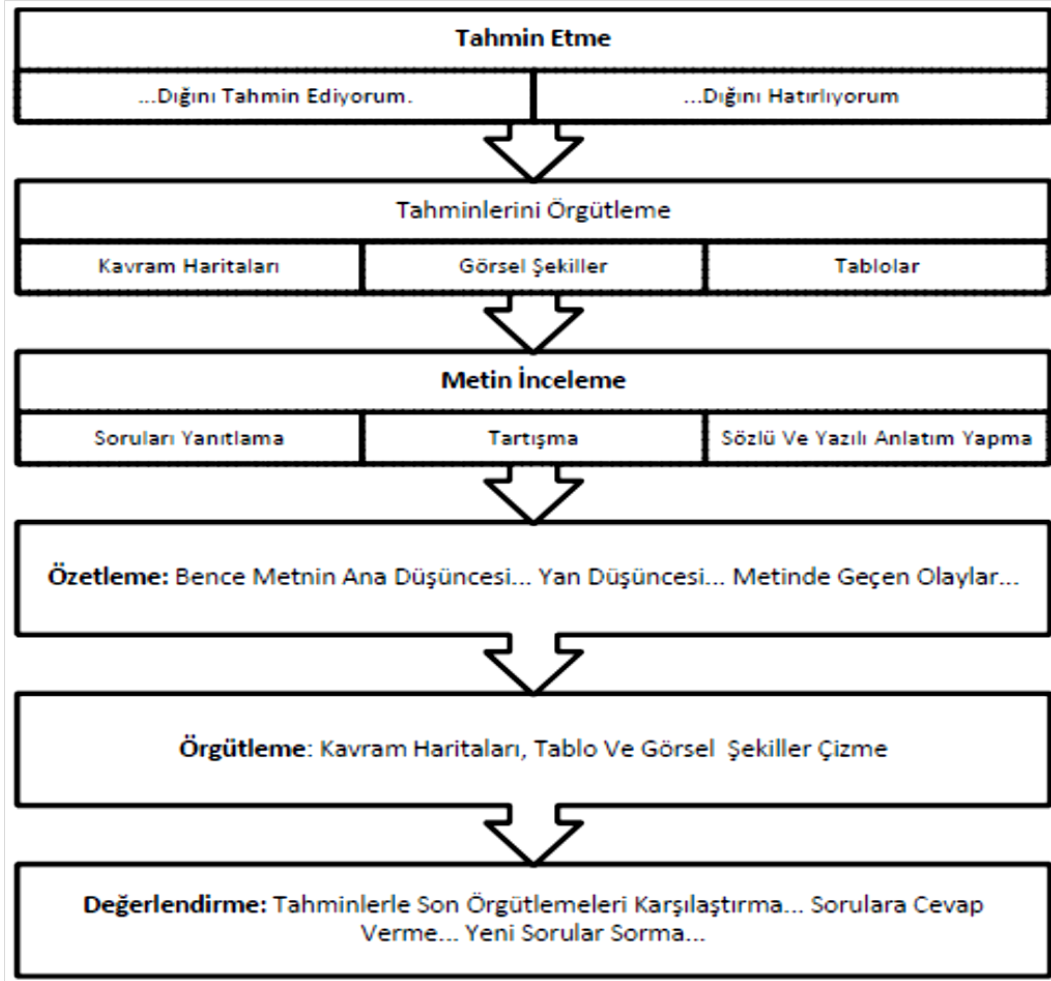 Tahmin Etme
...Dığını Tahmin Ediyorum.
...Dığını Hatırlıyorum
Tahminlerini Örgütleme
Kavram Haritaları
Görsel Şekiller
Tablolar
Metin İnceleme
Soruları Yanıtlama
Tartışma
Sözlü Ve Yazılı Anlatım Yapma
Özetleme: Bence Metnin Ana Düşüncesi... Yan Düşüncesi... Metinde Geçen Olaylar...
Örgütleme: Kavram Haritaları, Tablo Ve Görsel Şekiller Çizme
Değerlendirme: Tahminlerle Son Örgütlemeleri Karşılaştırma... Sorulara Cevap
Verme... Yeni Sorular Sorma...